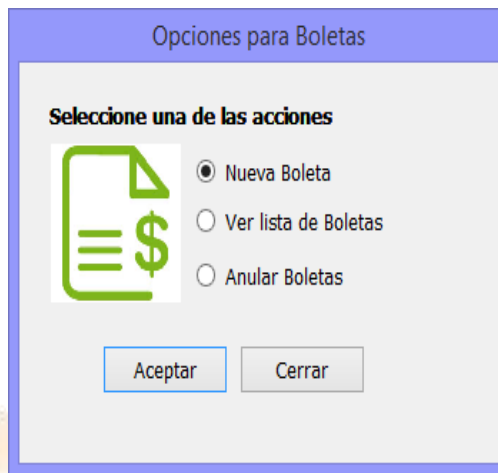 Opciones para Boletas
Seleccione una de las acciones
$
Nueva Boleta
Ver lista de Boletas
Anular Boletas
Aceptar Cerrar